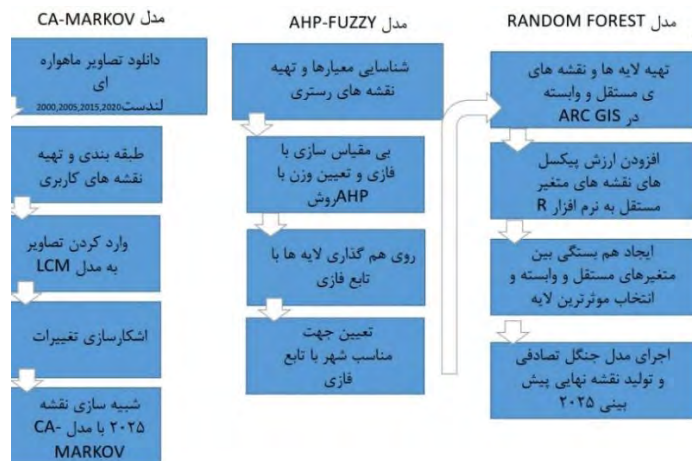 مدل RANDOM FOREST
تهیه لایه ها و نقشه های
ی مستقل و وابسته
در ARC GIS
افزودن ارزش پیکسل
های نقشه های متغیر
مستقل به نرم افزار R
ایجاد هم بستگی بین
متغیرهای مستقل و وابسته و
انتخاب موثرترین لایه
اجرای مدل جنگل تصادفی
و تولید نقشه نهایی پیش
بینی ۲۰۲۵
مدل AHP-FUZZY
شناسایی معیارها و تهیه
نقشه های رستری
بی مقیاس سازی با
فازی و تعیین وزن با
روشAHP
روی هم گذاری لایه ها با
تابع فازی
تعیین جهت
مناسب شهر با تابع
فازی
مدل CA-MARKOV
دانلود تصاویر ماهواره
ای
لندست2000,2005,2015,2020
طبقه بندی و تهیه
نقشه های کاربری
وارد کردن تصاویر
به مدل LCM
اشکارسازی تغییرات
شبیه سازی نقشه
۲۰۲۵ با مدل CA-
MARKOV